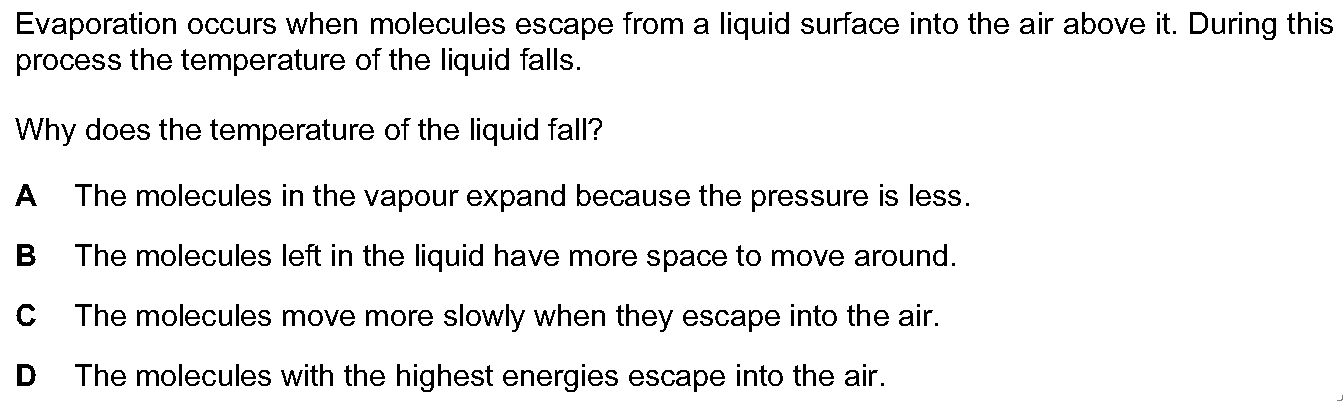 Evaporation occurs when molecules escape from a liquid surface into the air above it. During this
process the temperature of the liquid falls.
Why does the temperature of the liquid fall?
A The molecules in the vapour expand because the pressure is less.
B The molecules left in the liquid have more space to move around.
C The molecules move more slowly when they escape into the air.
D The molecules with the highest energies escape into the air.